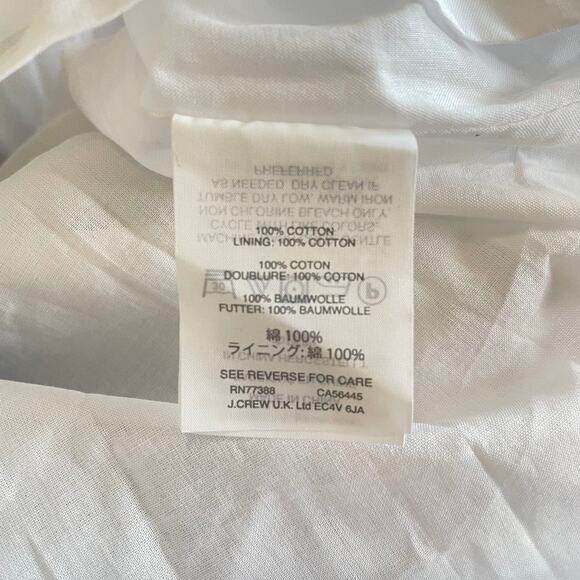 100% COTTON
LINING: 100% COTTON
100% COTON
DOUBLURE: 100% COTON
100% BAUMWOLLE
FUTTER: 100% BAUMWOLLE
綿 100%
ライニング: 綿 100%
SEE REVERSE FOR CARE
RN77388 CA56445
J.CREW U.K. Ltd EC4V 6JA